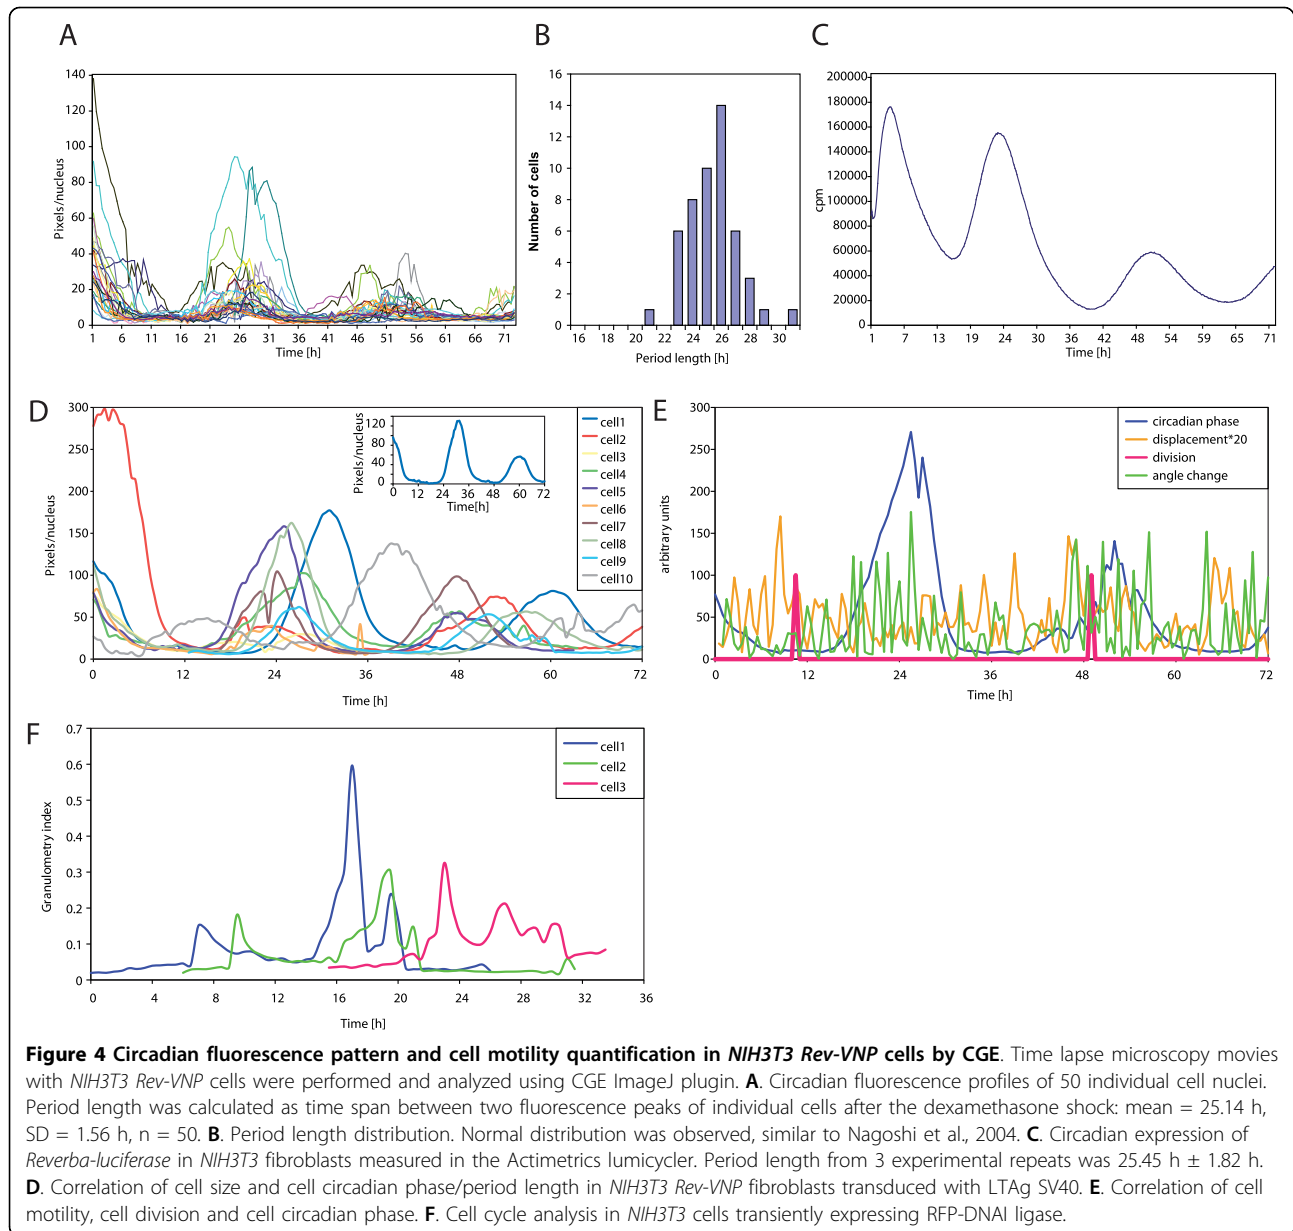 A
B
C
140
120
100
80
60
40
20
0
Pixels/nucleus
1 6 11 16 21 26 31 36 41 46 51 56 61 66 71
Time [h]
16
14
12
10
8
6
4
2
0
Number of cells
16 18 20 22 24 26 28 30
Period length [h]
200000
180000
160000
140000
120000
100000
80000
60000
40000
20000
0
cpm
1 7 13 19 24 30 36 42 48 54 59 65 71
Time [h]
D
300
250
200
150
100
50
0
Pixels/nucleus
0 12 24 36 48 60 72
Time [h]
120
80
40
0
Pixels/nucleus
0 12 24 36 48 60 72
Time[h]
cell1
cell2
cell3
cell4
cell5
cell6
cell7
cell8
cell9
cell10
E
300
250
200
150
100
50
0
arbitrary units
0 12 24 36 48 60 72
Time [h]
circadian phase
displacement*20
division
angle change
F
0.7
0.6
0.5
0.4
0.3
0.2
0.1
0
Granulometry index
0 4 8 12 16 20 24 28 32 36
Time [h]
cell1
cell2
cell3
Figure 4 Circadian fluorescence pattern and cell motility quantification in NIH3T3 Rev-VNP cells by CGE. Time lapse microscopy movies
with NIH3T3 Rev-VNP cells were performed and analyzed using CGE ImageJ plugin. A. Circadian fluorescence profiles of 50 individual cell nuclei.
Period length was calculated as time span between two fluorescence peaks of individual cells after the dexamethasone shock: mean = 25.14 h,
SD = 1.56 h, n = 50. B. Period length distribution. Normal distribution was observed, similar to Nagoshi et al., 2004. C. Circadian expression of
Reverba-luciferase in NIH3T3 fibroblasts measured in the Actimetrics lumicycler. Period length from 3 experimental repeats was 25.45 h ± 1.82 h.
D. Correlation of cell size and cell circadian phase/period length in NIH3T3 Rev-VNP fibroblasts transduced with LTAg SV40. E. Correlation of cell
motility, cell division and cell circadian phase. F. Cell cycle analysis in NIH3T3 cells transiently expressing RFP-DNAI ligase.